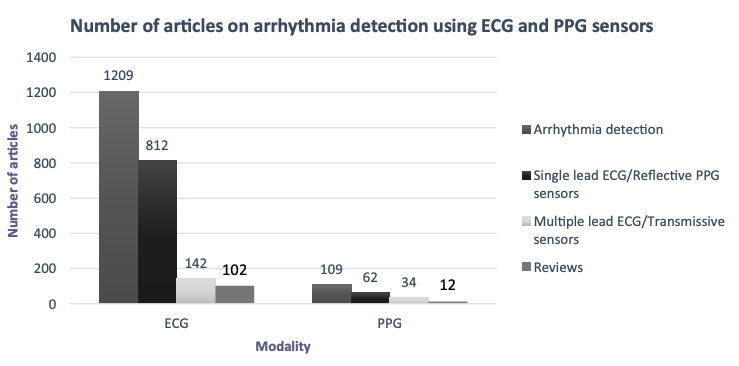 Number of articles on arrhythmia detection using ECG and PPG sensors
Number of articles
1400
1200
1000
800
600
400
200
0
1209
812
142
102
109
62
34
12
ECG
PPG
Modality
Arrhythmia detection
Single lead ECG/Reflective PPG
sensors
Multiple lead ECG/Transmissive
sensors
Reviews